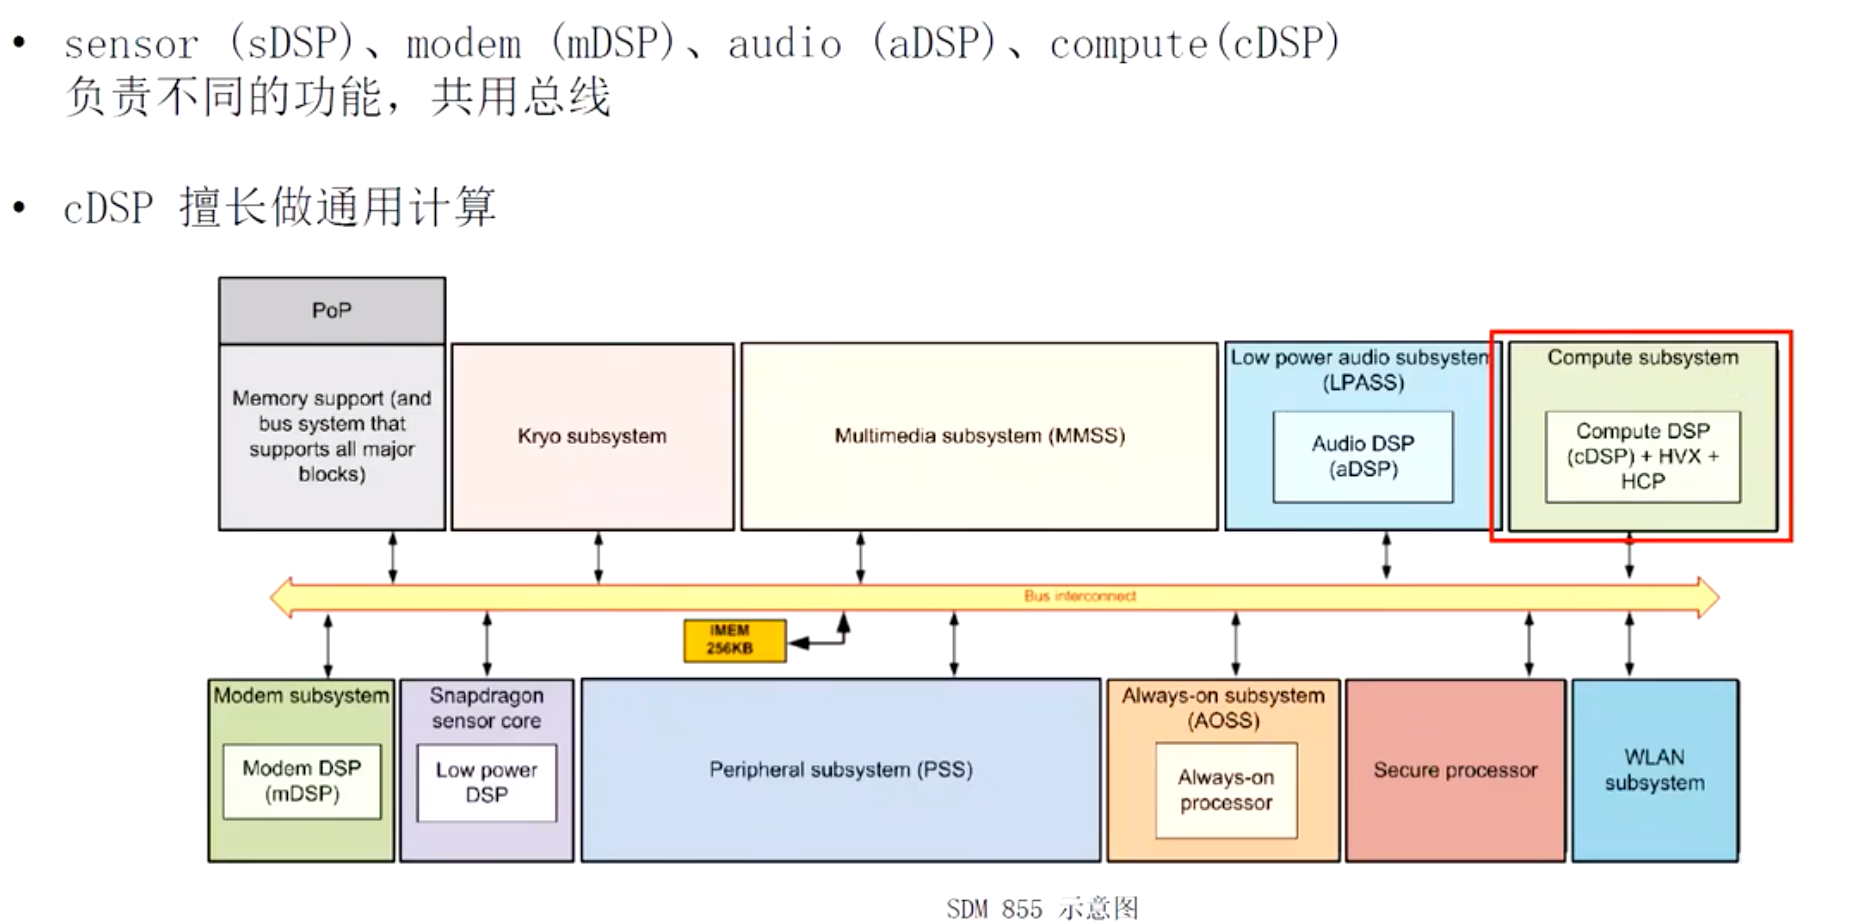 • sensor (sDSP)、modem (mDSP)、audio (aDSP)、compute(cDSP)
负责不同的功能，共用总线
• cDSP 擅长做通用计算
PoP
Memory support (and
bus system that
supports all major
blocks)
Kryo subsystem
Multimedia subsystem (MMSS)
Low power audio subsystem
(LPASS)
Audio DSP
(aDSP)
Compute subsystem
Compute DSP
(cDSP) + HVX +
HCP
Bus interconnect
IMEM
256KB
Modem subsystem
Modem DSP
(mDSP)
Snapdragon
sensor core
Low power
DSP
Peripheral subsystem (PSS)
Always-on subsystem
(AOSS)
Always-on
processor
Secure processor
WLAN
subsystem
SDM 855 示意图